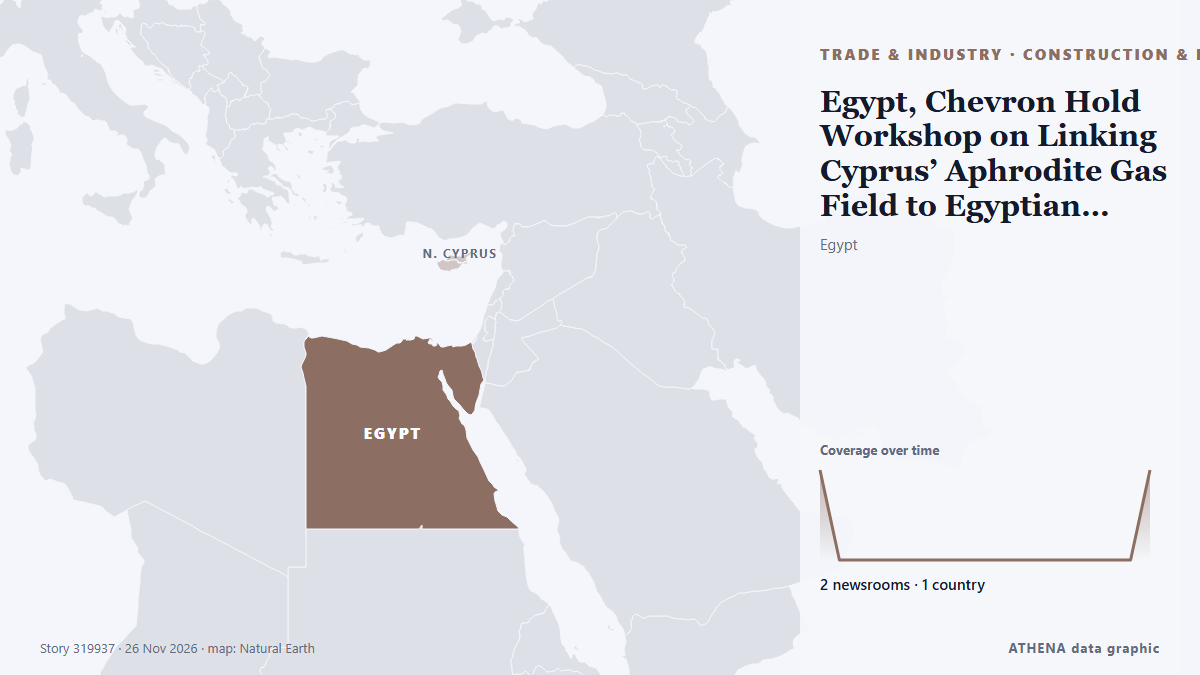 TRADE & INDUSTRY · CONSTRUCTION &
Egypt, Chevron Hold
Workshop on Linking
Cyprus’ Aphrodite Gas
Field to Egyptian...
Egypt
N. CYPRUS
EGYPT
Coverage over time
2 newsrooms · 1 country
Story 319937 · 26 Nov 2026 · map: Natural Earth
ATHENA data graphic